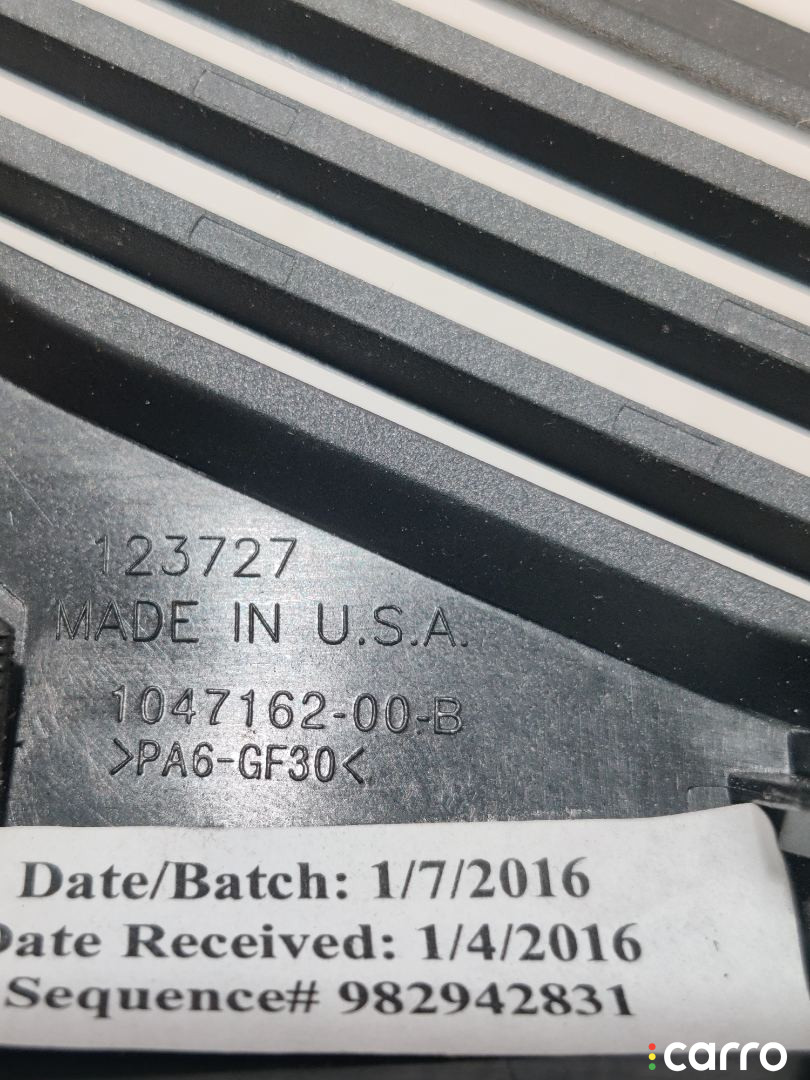 123727
MADE IN U.S.A.
1047162-00-B
>PA6-GF30<
Date/Batch: 1/7/2016
Date Received: 1/4/2016
Sequence# 982942831
carro